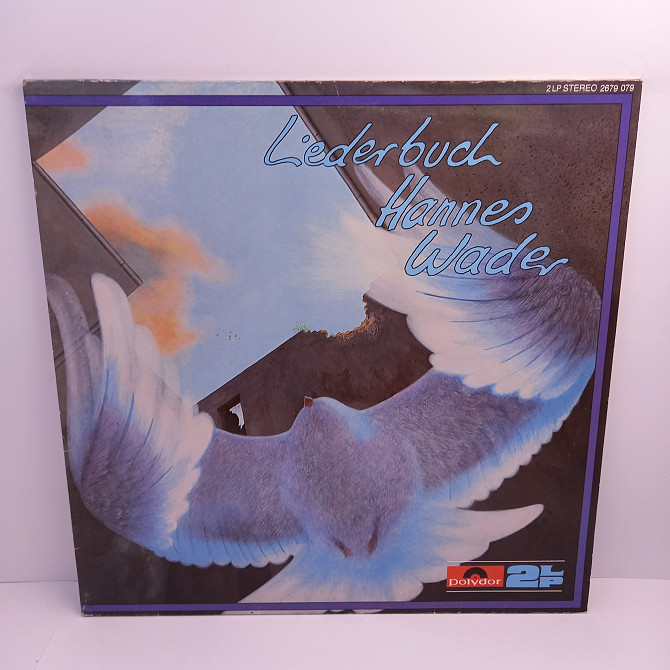 2 LP STEREO 2679 079
Liederbuch
Hannes
Wader
polydor
2LP